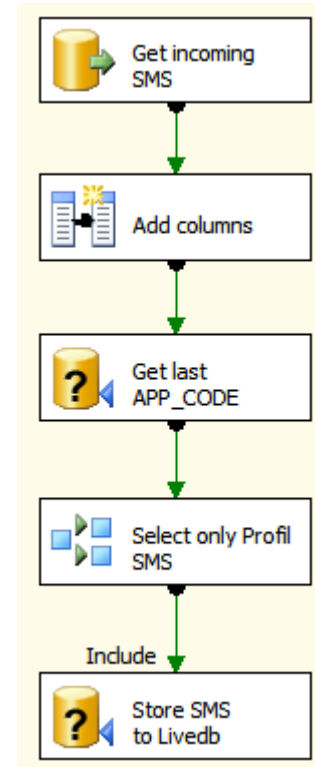 Get incoming
SMS
Add columns
?
Get last
APP_CODE
Select only Profil
SMS
Include
?
Store SMS
to Livedb